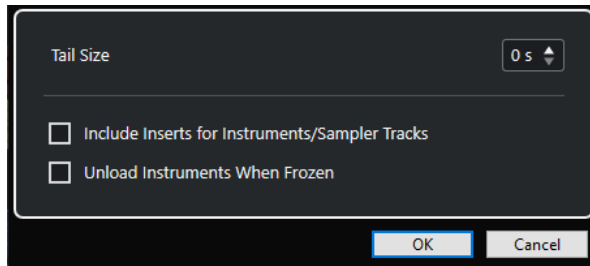 Tail Size
0 s
Include Inserts for Instruments/Sampler Tracks
Unload Instruments When Frozen
OK
Cancel